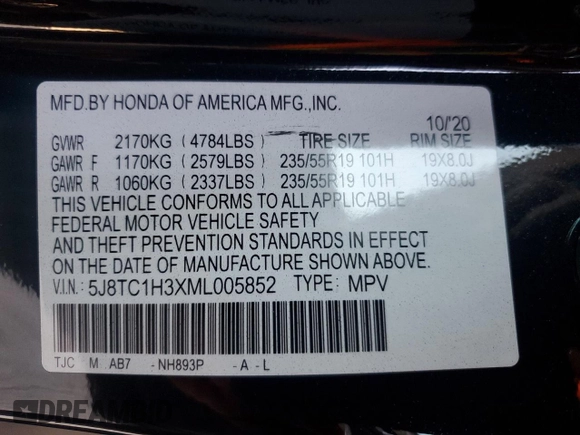 MFD.BY HONDA OF AMERICA MFG.,INC.
10/'20
GVWR 2170KG (4784LBS) TIRE SIZE RIM SIZE
GAWR F 1170KG (2579LBS) 235/55R19 101H 19X8.0J
GAWR R 1060KG (2337LBS) 235/55R19 101H 19X8.0J
THIS VEHICLE CONFORMS TO ALL APPLICABLE
FEDERAL MOTOR VEHICLE SAFETY
AND THEFT PREVENTION STANDARDS IN EFFECT
ON THE DATE OF MANUFACTURE SHOWN ABOVE.
V.I.N.: 5J8TC1H3XML005852 TYPE: MPV
TJC M AB7 -NH893P -A -L
DREAMBID